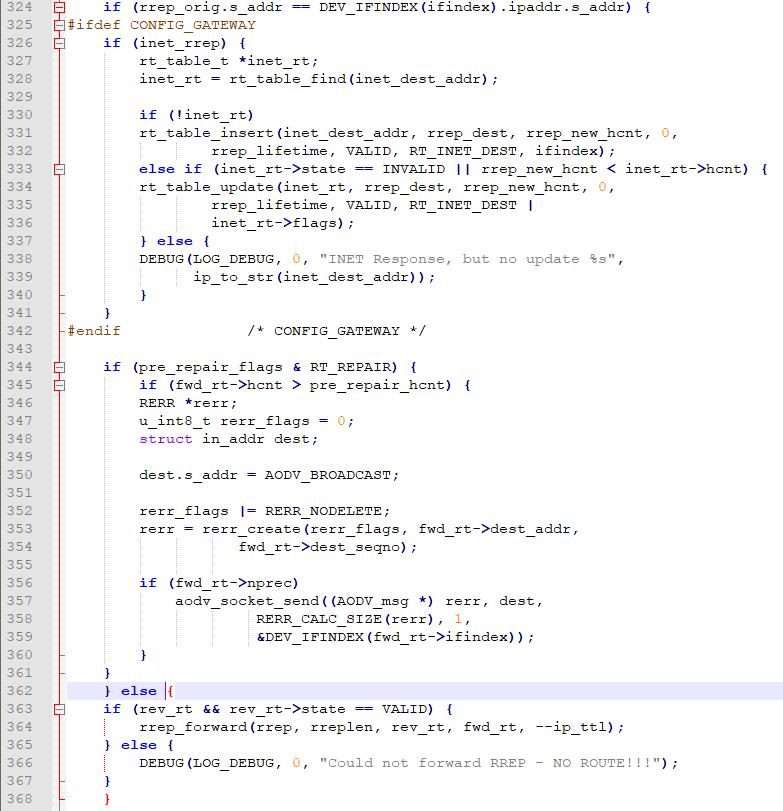 324 if (rrep_orig.s_addr == DEV_IFINDEX(ifindex).ipaddr.s_addr) {
325 #ifdef CONFIG_GATEWAY
326 if (inet_rrep) {
327 rt_table_t *inet_rt;
328 inet_rt = rt_table_find(inet_dest_addr);
329
330 if (!inet_rt)
331 rt_table_insert(inet_dest_addr, rrep_dest, rrep_new_hcnt, 0,
332 rrep_lifetime, VALID, RT_INET_DEST, ifindex);
333 else if (inet_rt->state == INVALID || rrep_new_hcnt < inet_rt->hcnt) {
334 rt_table_update(inet_rt, rrep_dest, rrep_new_hcnt, 0,
335 rrep_lifetime, VALID, RT_INET_DEST |
336 inet_rt->flags);
337 } else {
338 DEBUG(LOG_DEBUG, 0, "INET Response, but no update %s",
339 ip_to_str(inet_dest_addr));
340 }
341 }
342 #endif /* CONFIG_GATEWAY */
343
344 if (pre_repair_flags & RT_REPAIR) {
345 if (fwd_rt->hcnt > pre_repair_hcnt) {
346 RERR *rerr;
347 u_int8_t rerr_flags = 0;
348 struct in_addr dest;
349
350 dest.s_addr = AODV_BROADCAST;
351
352 rerr_flags |= RERR_NODELETE;
353 rerr = rerr_create(rerr_flags, fwd_rt->dest_addr,
354 fwd_rt->dest_seqno);
355
356 if (fwd_rt->nprec)
357 aodv_socket_send((AODV_msg *) rerr, dest,
358 RERR_CALC_SIZE(rerr), 1,
359 &DEV_IFINDEX(fwd_rt->ifindex));
360 }
361 }
362 } else {
363 if (rev_rt && rev_rt->state == VALID) {
364 rrep_forward(rrep, rreplen, rev_rt, fwd_rt, --ip_ttl);
365 } else {
366 DEBUG(LOG_DEBUG, 0, "Could not forward RREP - NO ROUTE!!!");
367 }
368 }